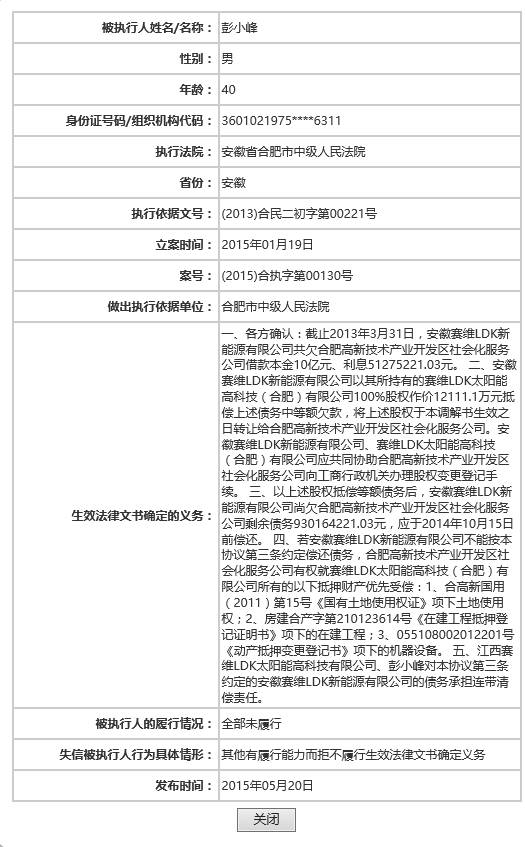 被执行人姓名/名称： 彭小峰
性别： 男
年龄： 40
身份证号码/组织机构代码： 3601021975****6311
执行法院： 安徽省合肥市中级人民法院
省份： 安徽
执行依据文号： (2013)合民二初字第00221号
立案时间： 2015年01月19日
案号： (2015)合执字第00130号
做出执行依据单位： 合肥市中级人民法院
生效法律文书确定的义务：
一、各方确认：截止2013年3月31日，安徽赛维LDK新
能源有限公司共欠合肥高新技术产业开发区社会化服务
公司借款本金10亿元、利息51275221.03元。 二、安徽
赛维LDK新能源有限公司以其所持有的赛维LDK太阳能
高科技（合肥）有限公司100%股权作价12111.1万元抵
偿上述债务中等额欠款，将上述股权于本调解书生效之
日转让给合肥高新技术产业开发区社会化服务公司。安
徽赛维LDK新能源有限公司、赛维LDK太阳能高科技
（合肥）有限公司应共同协助合肥高新技术产业开发区
社会化服务公司向工商行政机关办理股权变更登记手
续。 三、以上述股权抵偿等额债务后，安徽赛维LDK新
能源有限公司尚欠合肥高新技术产业开发区社会化服务
公司剩余债务930164221.03元，应于2014年10月15日
前偿还。 四、若安徽赛维LDK新能源有限公司不能按本
协议第三条约定偿还债务，合肥高新技术产业开发区社
会化服务公司有权就赛维LDK太阳能高科技（合肥）有
限公司所有的以下抵押财产优先受偿：1、合高新国用
（2011）第15号《国有土地使用权证》项下土地使用
权；2、房建合产字第210123614号《在建工程抵押登
记证明书》项下的在建工程；3、055108002012201号
《动产抵押变更登记书》项下的机器设备。 五、江西赛
维LDK太阳能高科技有限公司、彭小峰对本协议第三条
约定的安徽赛维LDK新能源有限公司的债务承担连带清
偿责任。
被执行人的履行情况： 全部未履行
失信被执行人行为具体情形： 其他有履行能力而拒不履行生效法律文书确定义务
发布时间： 2015年05月20日
关闭